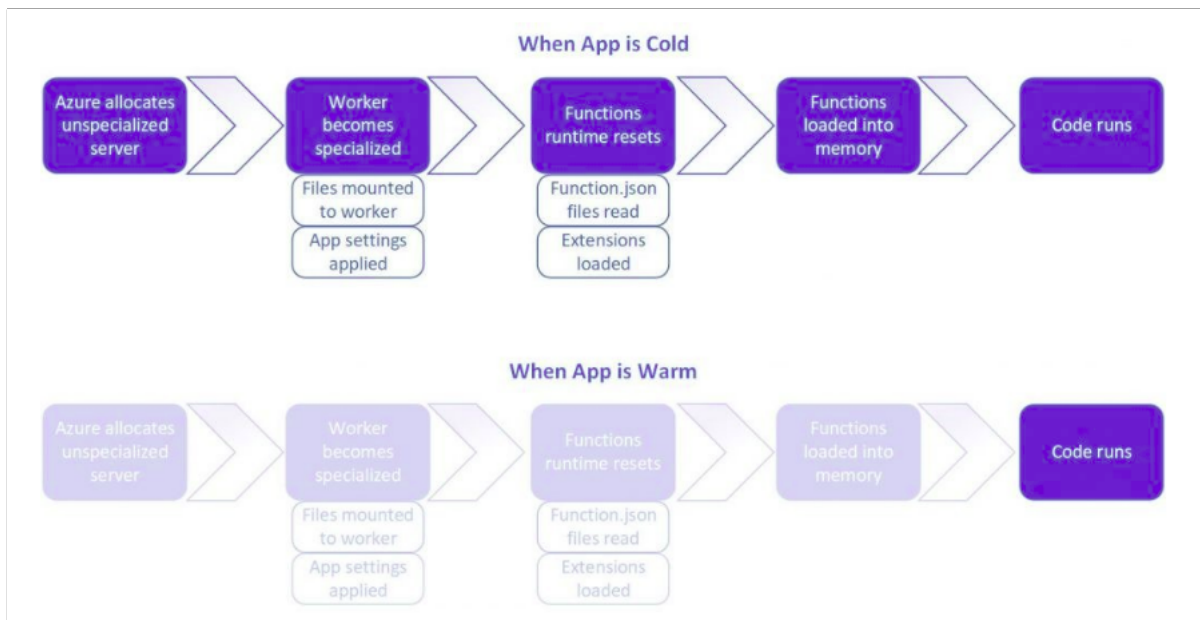 When App is Cold
Azure allocates
unspecialized
server
Worker
becomes
specialized
Functions
runtime resets
Functions
loaded into
memory
Code runs
Files mounted
to worker
App settings
applied
Function.json
files read
Extensions
loaded
When App is Warm
Azure allocates
unspecialized
server
Worker
becomes
specialized
Functions
runtime resets
Functions
loaded into
memory
Code runs
Files mounted
to worker
App settings
applied
Function.json
files read
Extensions
loaded